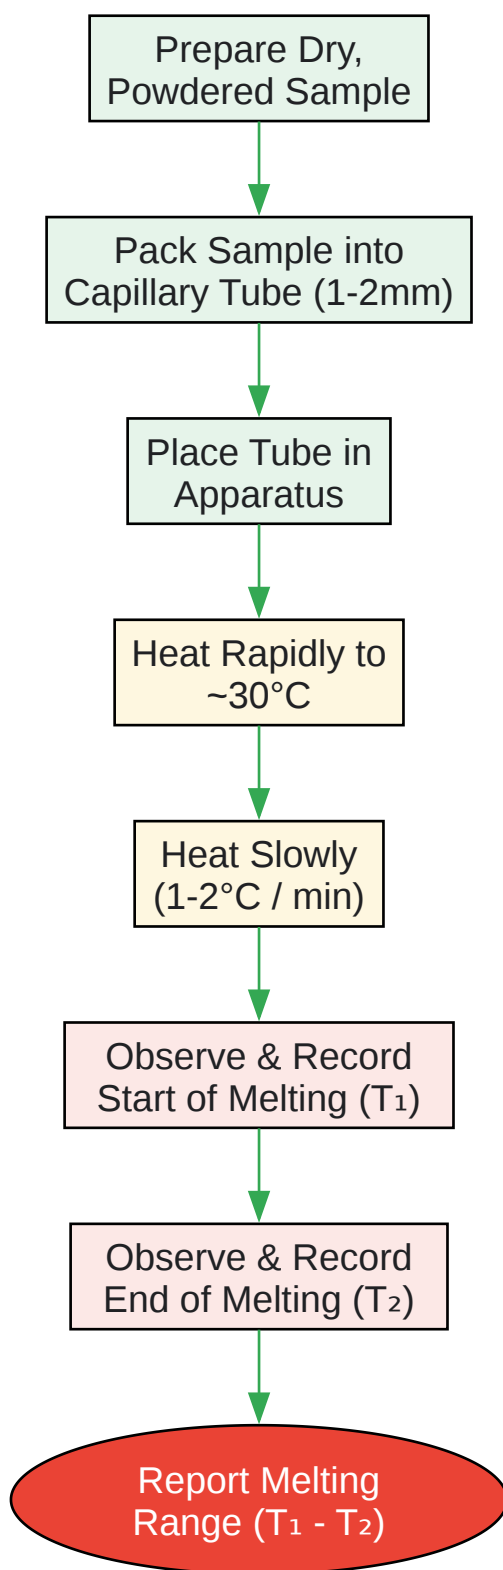 Prepare Dry,
Powdered Sample
Pack Sample into
Capillary Tube (1-2mm)
Place Tube in
Apparatus
Heat Rapidly to
~30°C
Heat Slowly
(1-2°C / min)
Observe & Record
Start of Melting (T₁)
Observe & Record
End of Melting (T₂)
Report Melting
Range (T₁ - T₂)